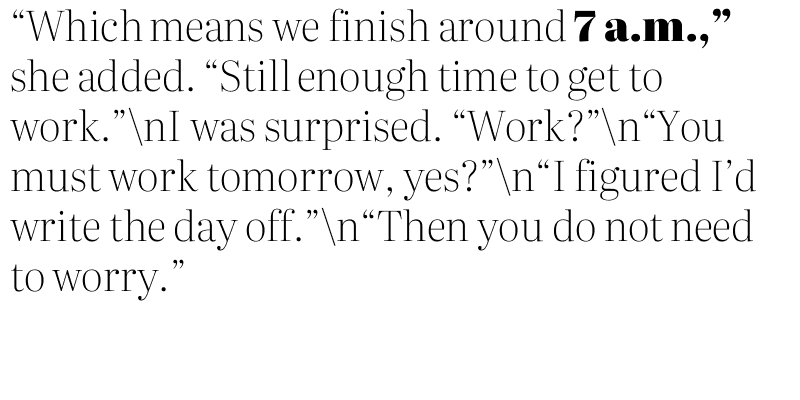 “Which means we finish around 7 a.m.,”
she added. “Still enough time to get to
work.”\nI was surprised. “Work?”\n“You
must work tomorrow, yes?”\n“I figured I’d
write the day off.”\n“Then you do not need
to worry.”